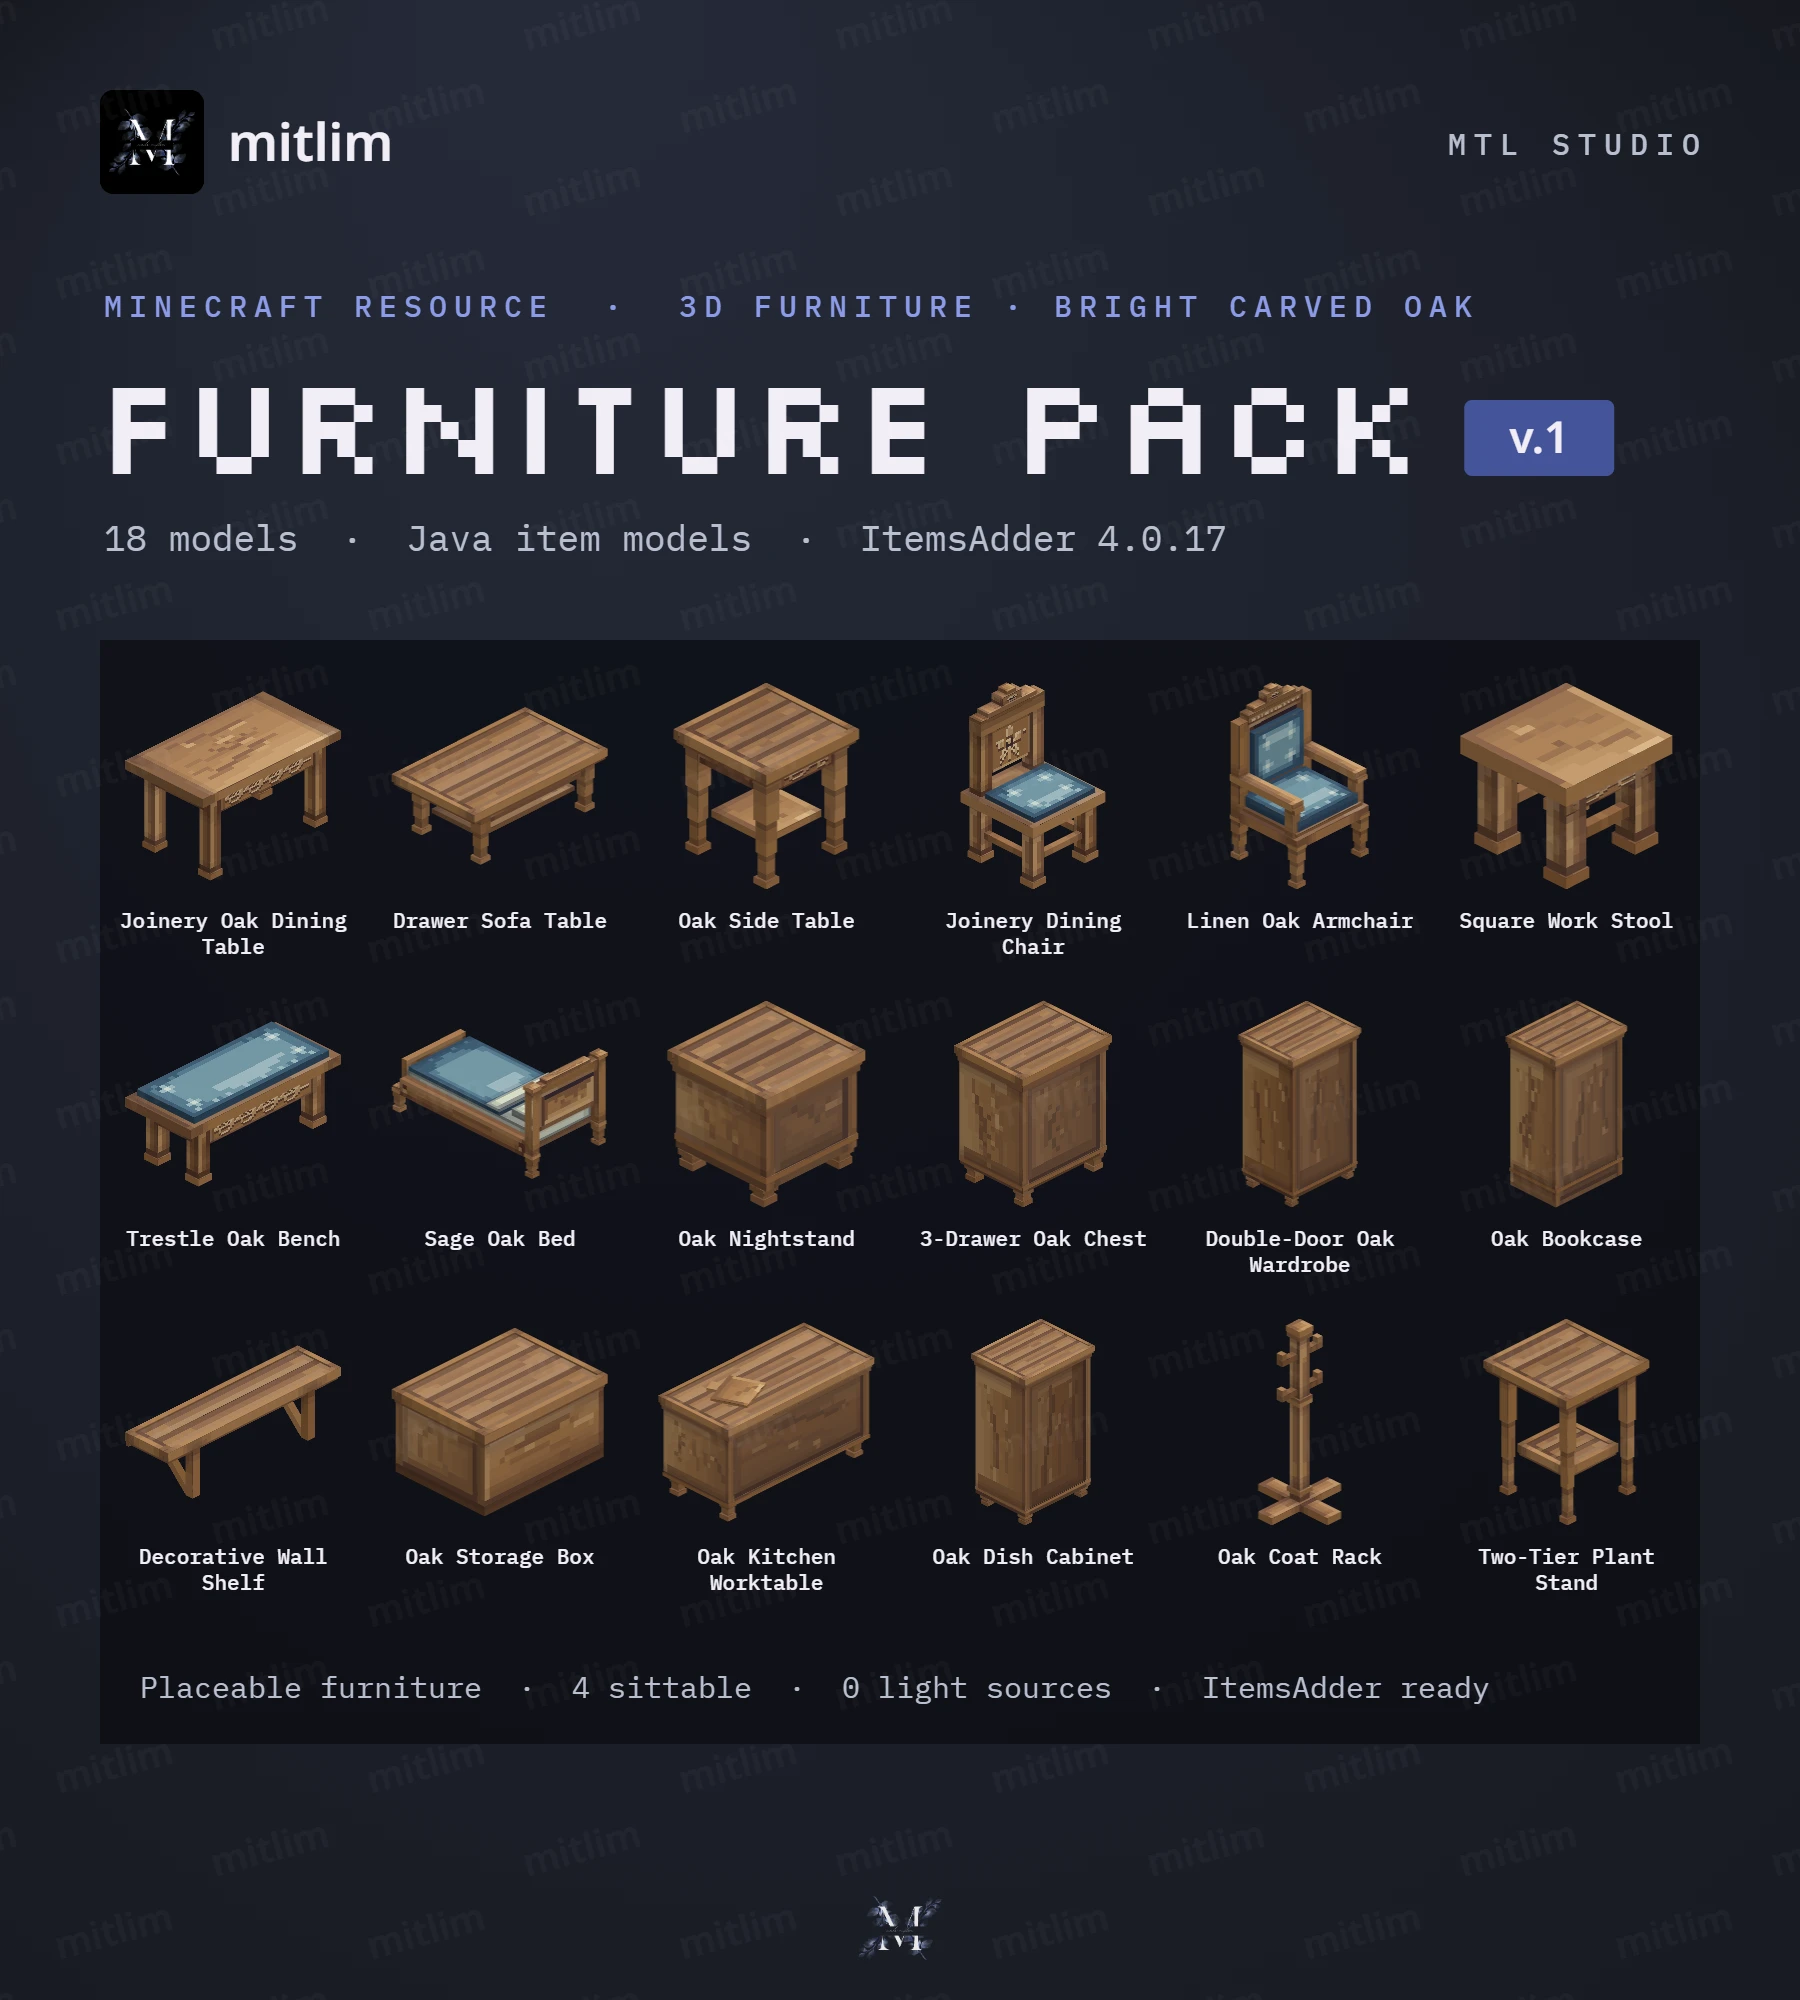 mitlim
MTL STUDIO
MINECRAFT RESOURCE · 3D FURNITURE · BRIGHT CARVED OAK
FURNITURE PACK v.1
18 models · Java item models · ItemsAdder 4.0.17
Joinery Oak Dining
Table
Drawer Sofa Table
Oak Side Table
Joinery Dining
Chair
Linen Oak Armchair
Square Work Stool
Trestle Oak Bench
Sage Oak Bed
Oak Nightstand
3-Drawer Oak Chest
Double-Door Oak
Wardrobe
Oak Bookcase
Decorative Wall
Shelf
Oak Storage Box
Oak Kitchen
Worktable
Oak Dish Cabinet
Oak Coat Rack
Two-Tier Plant
Stand
Placeable furniture · 4 sittable · 0 light sources · ItemsAdder ready